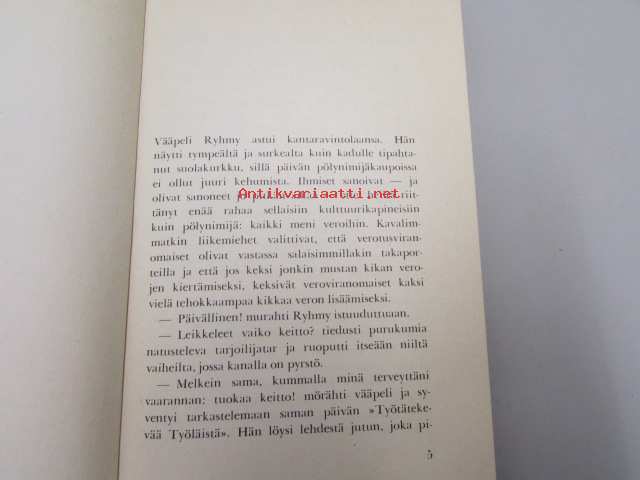 Vääpeli Ryhmy astui kantaravintolaansa. Hän
näytti tympeältä ja surkealta kuin kadulle tipahta-
nut suolakurkku, sillä päivän pölynimijäkaupoissa
ei ollut juuri kehumista. Ihmiset sanoivat — ja
olivat sanoneet jo
Antikvariaatti.net
tänyt enää rahaa sellaisiin kulttuurikapineisiin
kuin pölynimijä: kaikki meni veroihin. Kavalim-
matkin liikemiehet valittivat, että verotusviran-
omaiset olivat vastassa salaisimmillakin takapor-
teilla ja että jos keksi jonkin mustan kikan vero-
jen kiertämiseksi, keksivät veroviranomaiset kaksi
vielä tehokkaampaa kikkaa veron lisäämiseksi.
— Päivällinen! murahti Ryhmy istuuduttuaan.
— Leikkeleet vaiko keitto? tiedusti purukumia
natusteleva tarjoilijatar ja ruoputti itseään niiltä
vaiheilta, jossa kanalla on pyrstö.
— Melkein sama, kummalla minä terveyttäni
vaarannan: tuokaa keitto! mörähti vääpeli ja sy-
ventyi tarkastelemaan saman päivän »Työtäteke-
vää Työläistä». Hän löysi lehdestä jutun, joka pi-
5